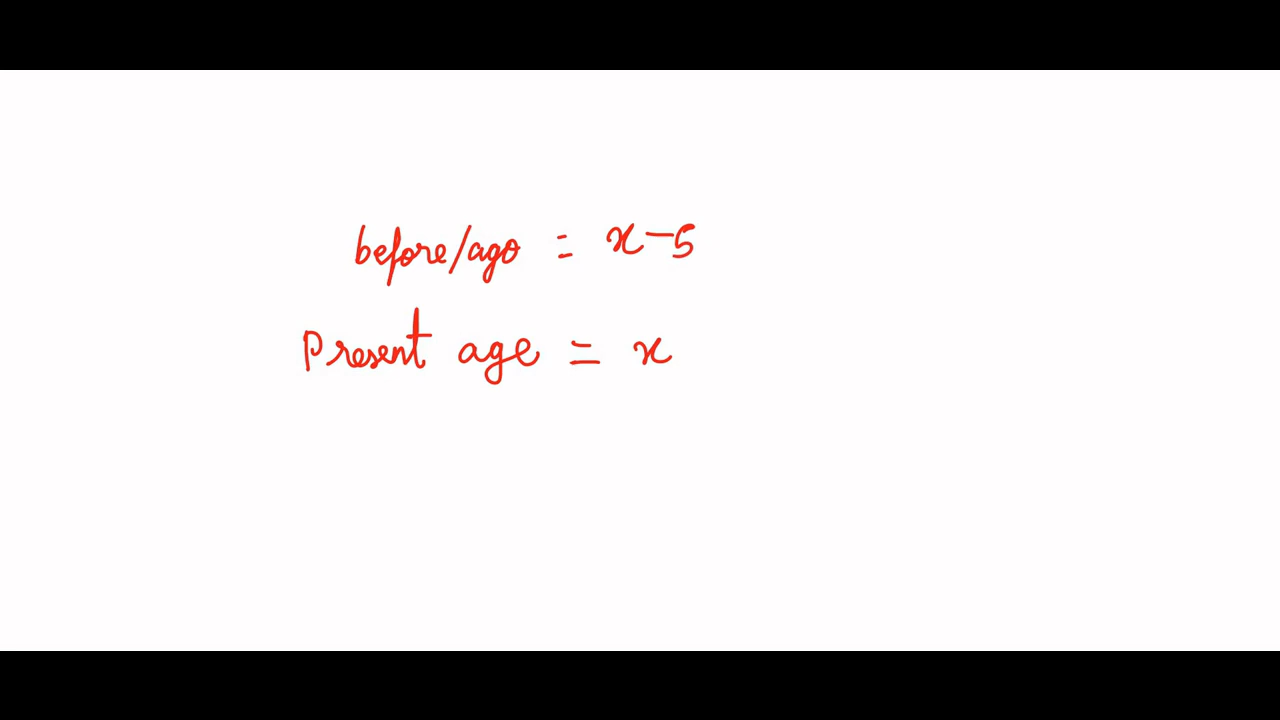 before/ago = x-5
Present age = x